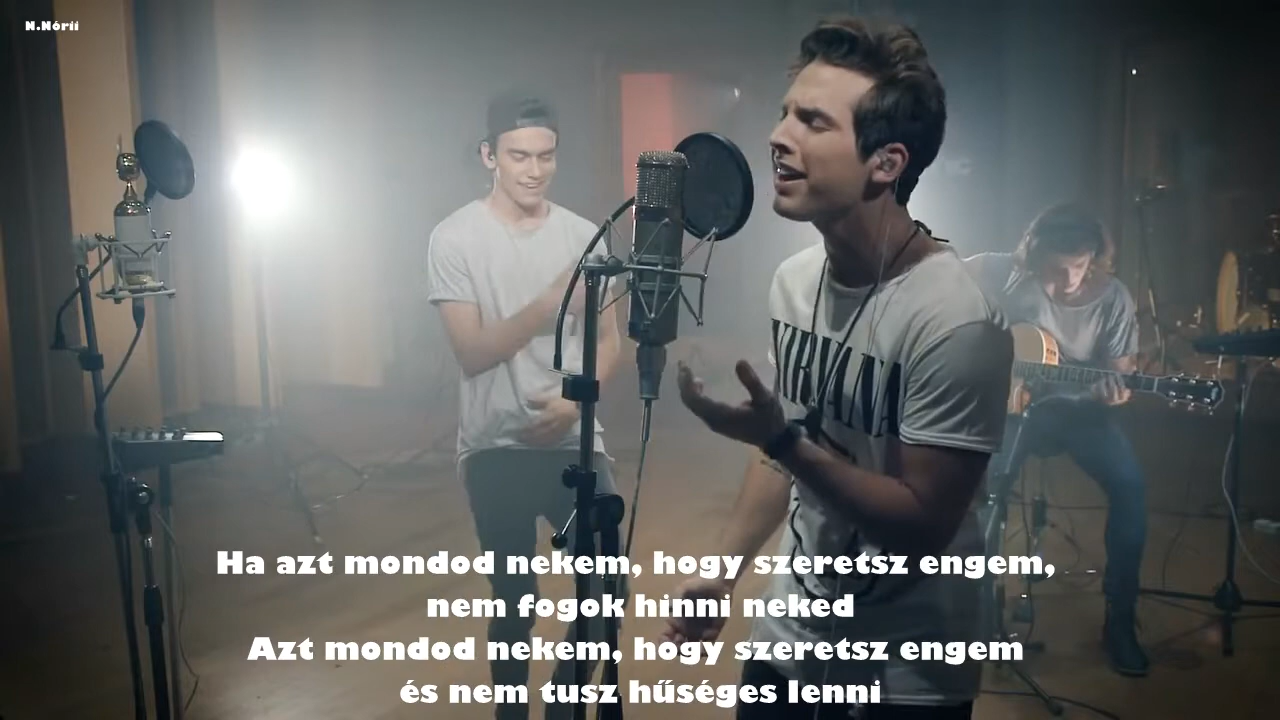 N.Nórii
NIRVANA
Ha azt mondod nekem, hogy szeretsz engem,
nem fogok hinni neked
Azt mondod nekem, hogy szeretsz engem
és nem tusz hűséges lenni